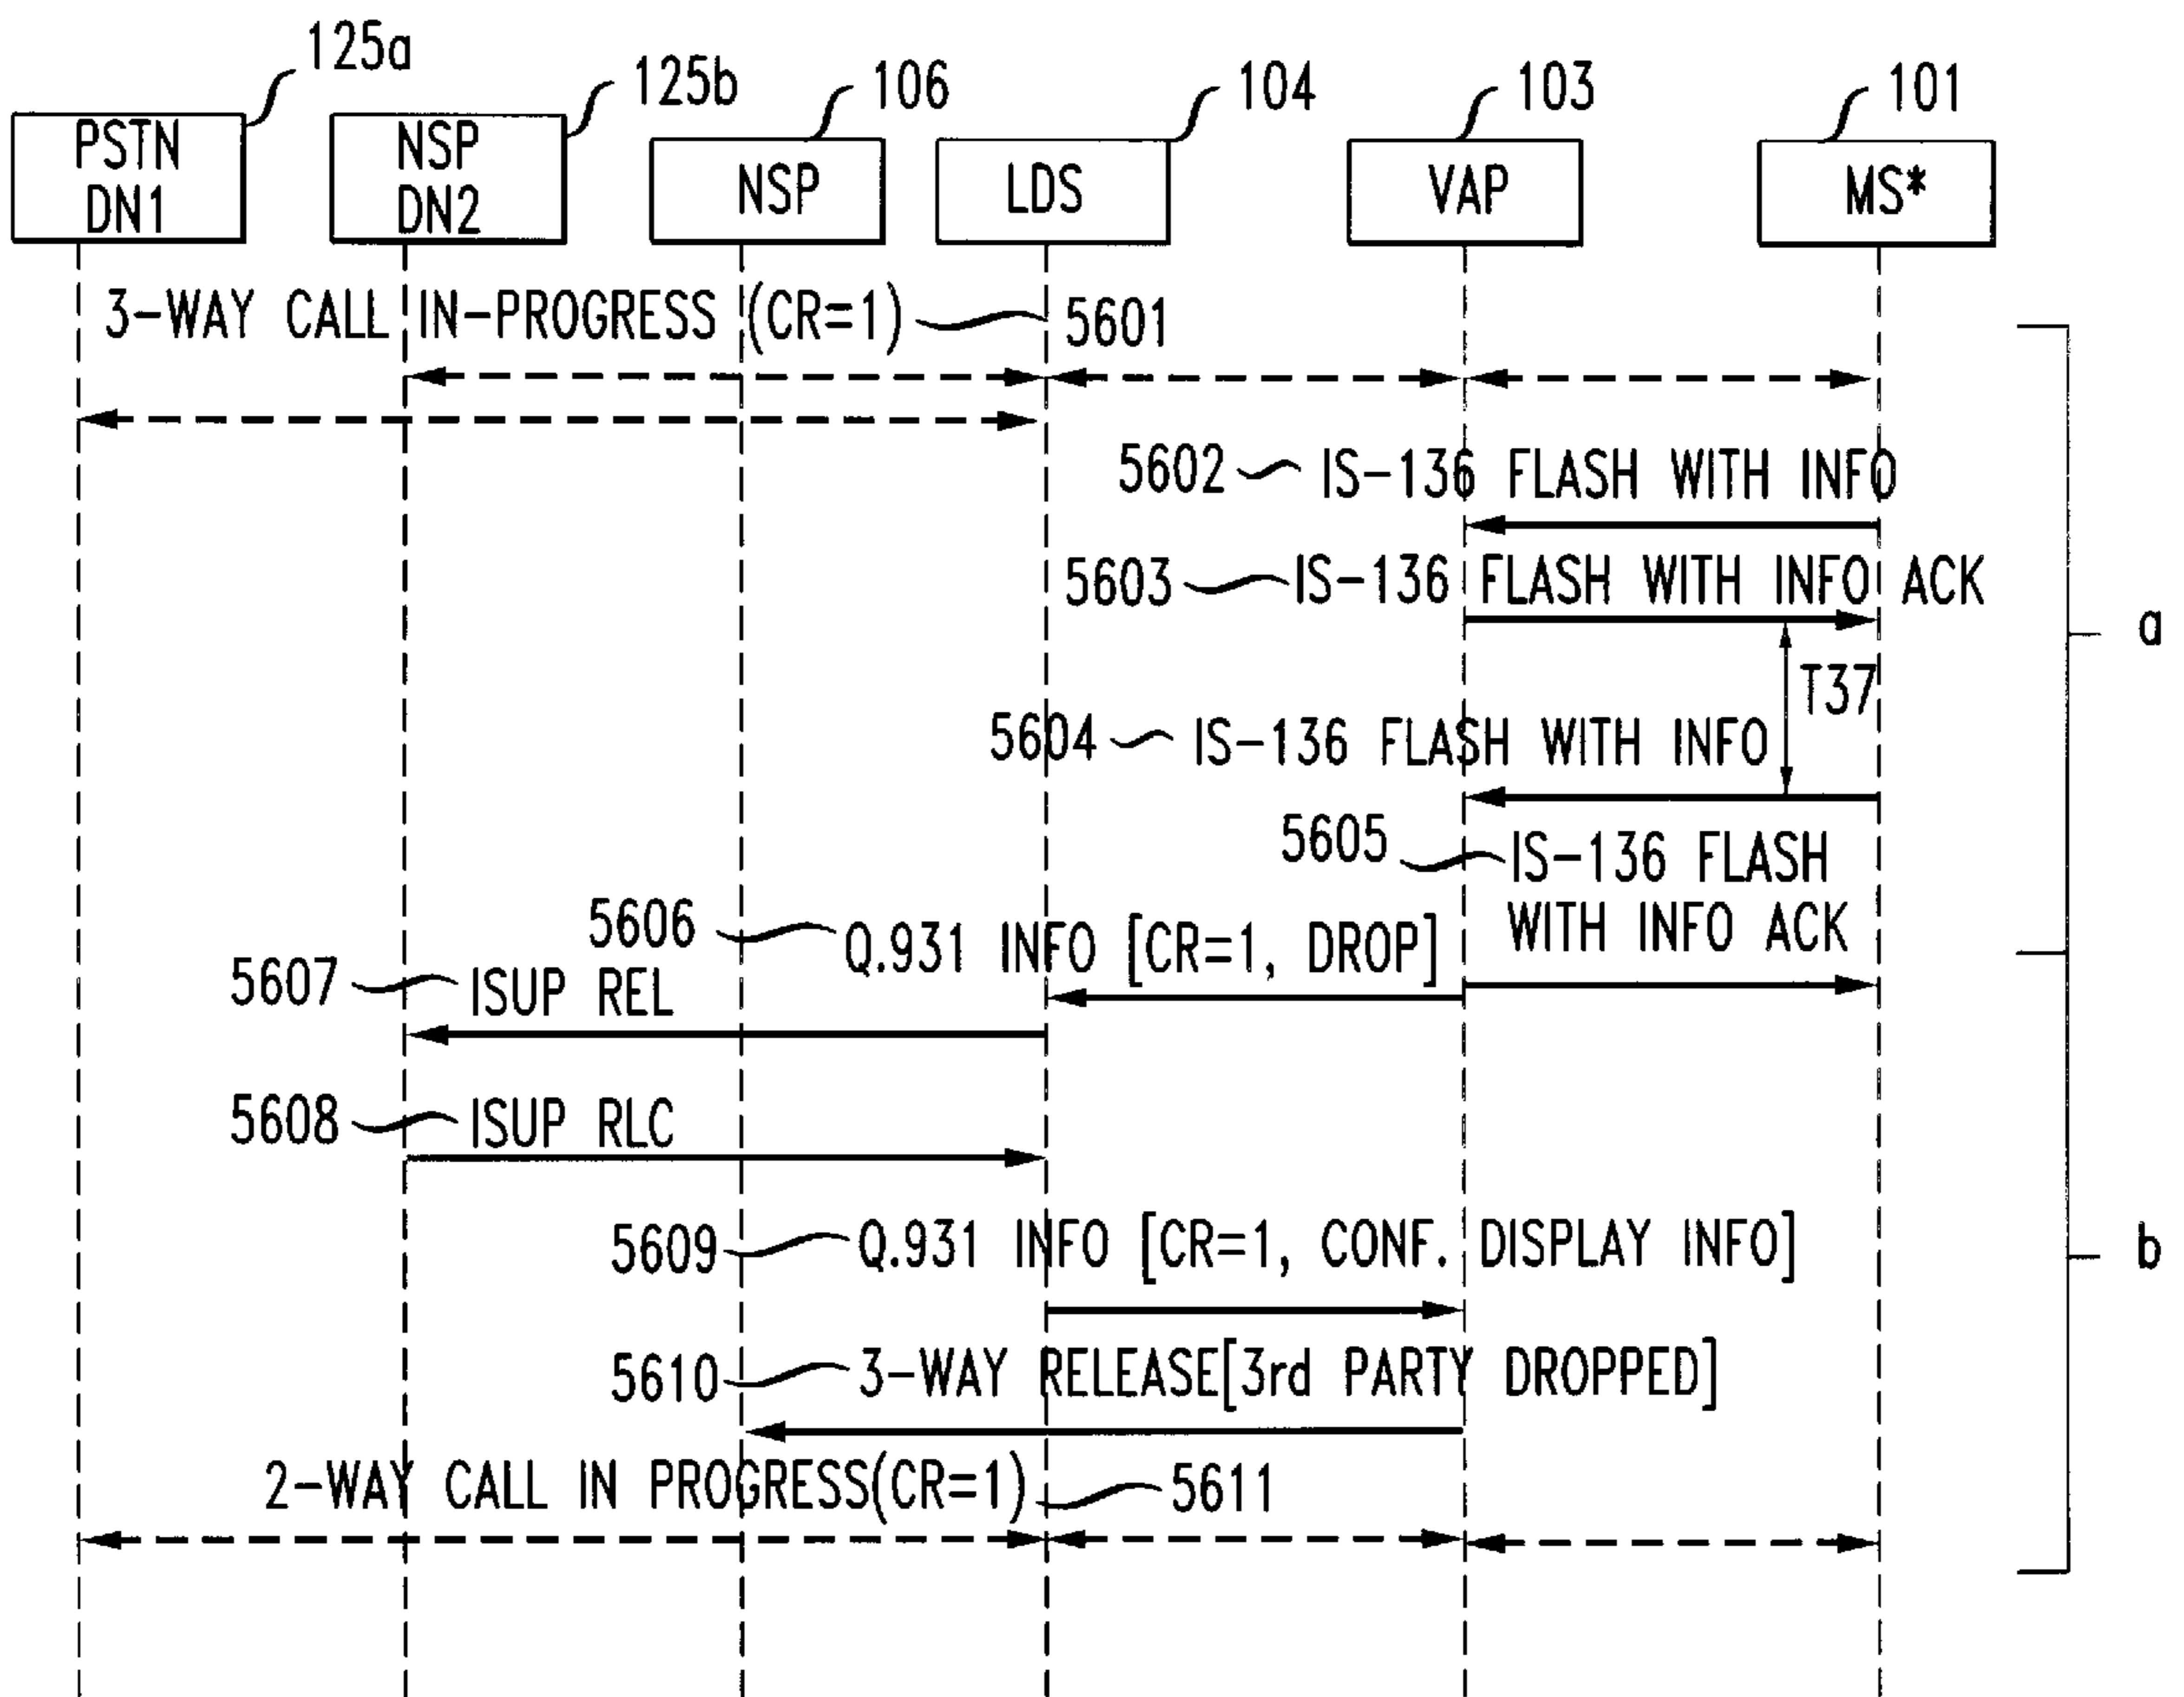 125a
125b
106
104
103
101
PSTN
DN1
NSP
DN2
NSP
LDS
VAP
MS*
3-WAY CALL IN-PROGRESS (CR=1)
5601
5602
IS-136 FLASH WITH INFO
5603
IS-136 FLASH WITH INFO ACK
a
T37
5604
IS-136 FLASH WITH INFO
5605
IS-136 FLASH
WITH INFO ACK
5606
Q.931 INFO [CR=1, DROP]
5607
ISUP REL
5608
ISUP RLC
5609
Q.931 INFO [CR=1, CONF. DISPLAY INFO]
b
5610
3-WAY RELEASE[3rd PARTY DROPPED]
2-WAY CALL IN PROGRESS(CR=1)
5611